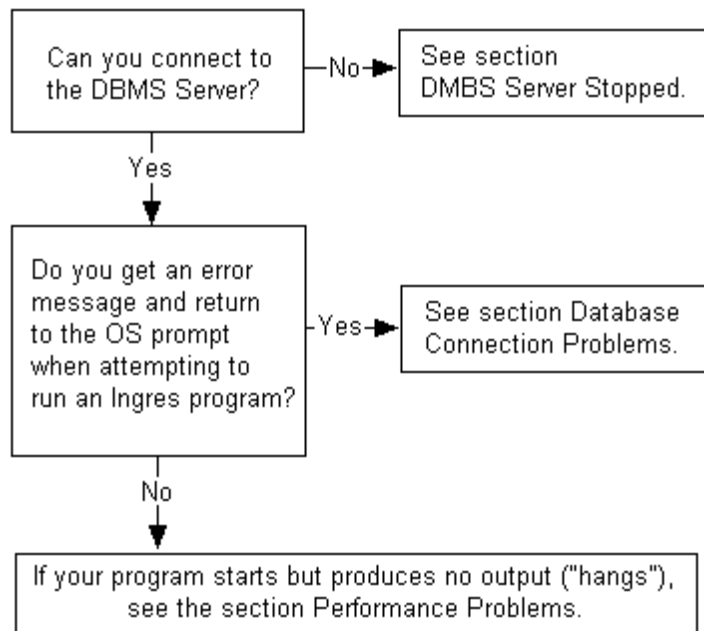 Can you connect to
the DBMS Server?
No
See section
DMBS Server Stopped.
Yes
Do you get an error
message and return
to the OS prompt
when attempting to
run an Ingres program?
Yes
See section Database
Connection Problems.
No
If your program starts but produces no output ("hangs"),
see the section Performance Problems.